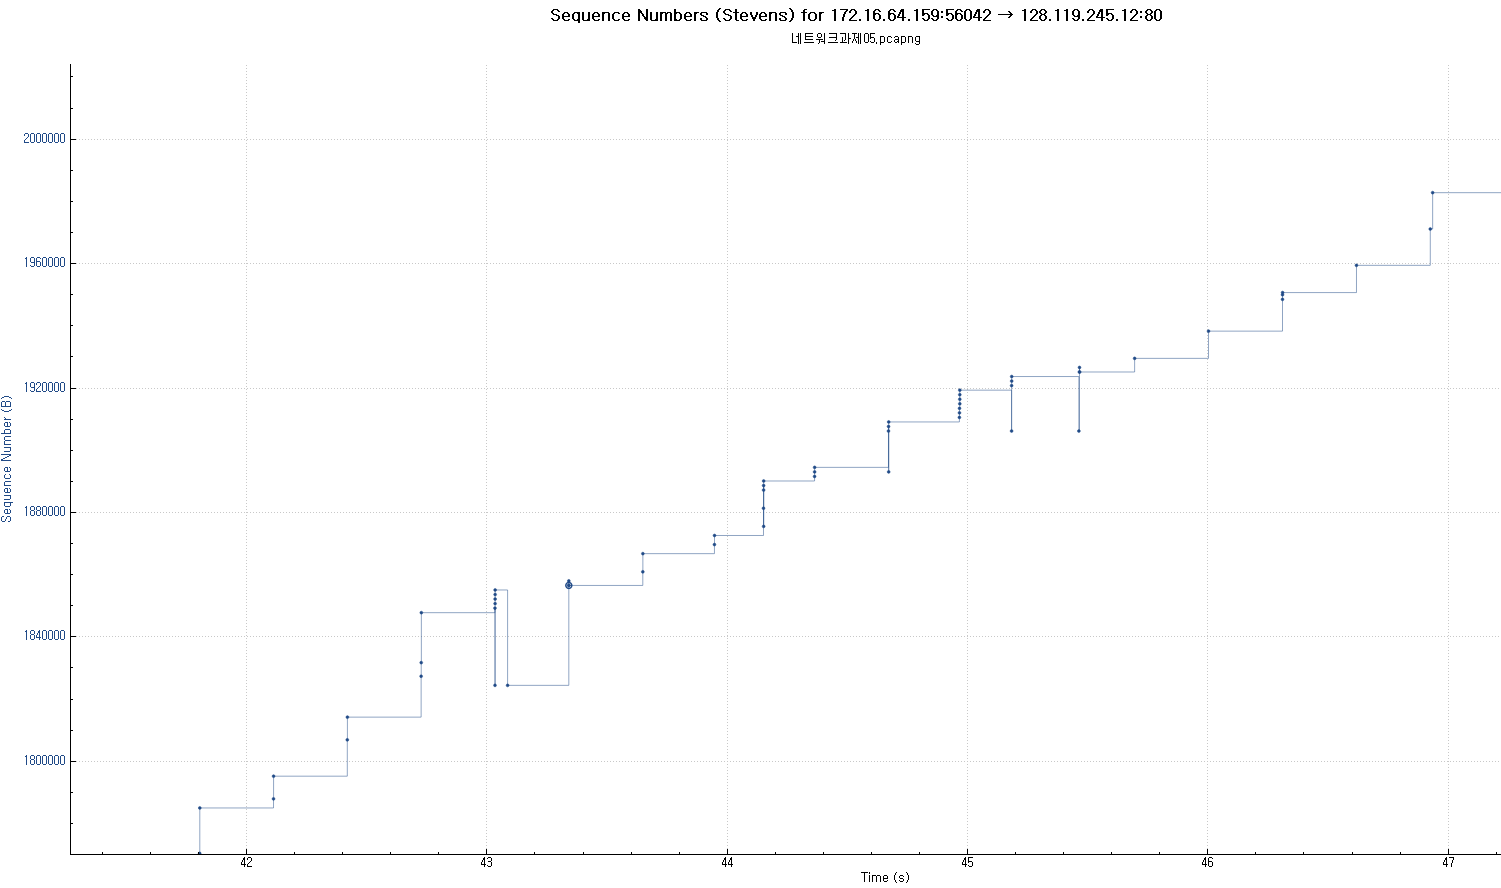 Sequence Numbers (Stevens) for 172.16.64.159:56042 → 128.119.245.12:80
네트워크과제05.pcapng
2000000
1960000
1920000
1880000
1840000
1800000
Sequence Number (B)
42 43 44 45 46 47
Time (s)